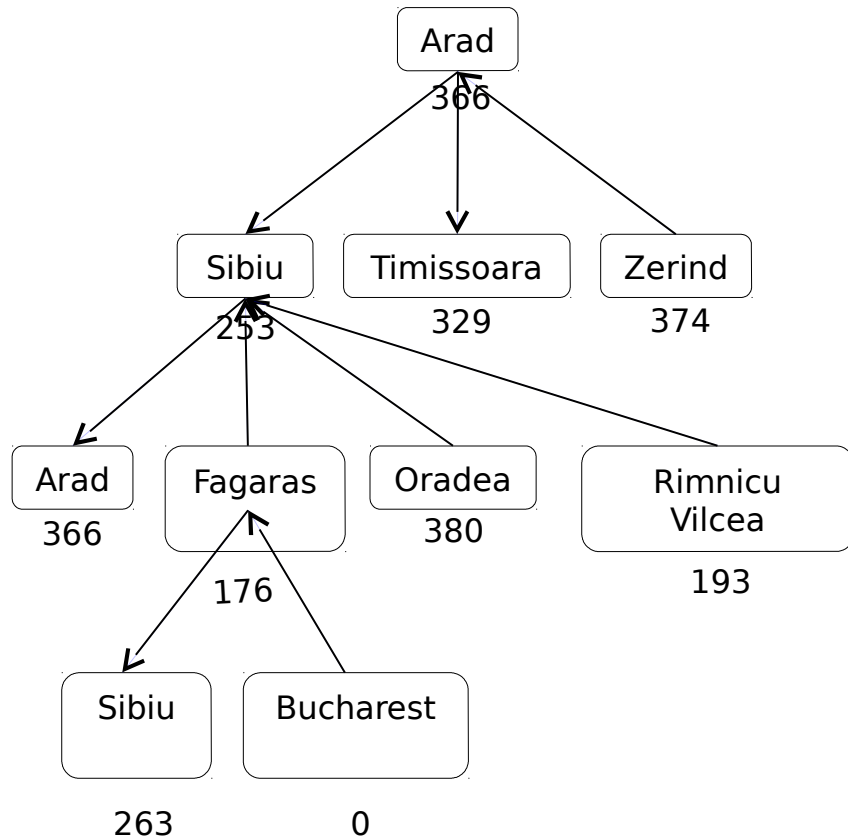 Arad
366
Sibiu
Timissoara
Zerind
253
329
374
Arad
Fagaras
Oradea
Rimnicu
Vilcea
366
380
176
193
Sibiu
Bucharest
263
0